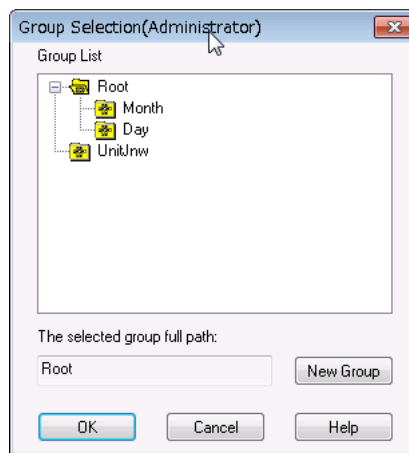 Group Selection(Administrator)
Group List
Root
Month
Day
UnitJnw
The selected group full path:
Root
New Group
OK
Cancel
Help